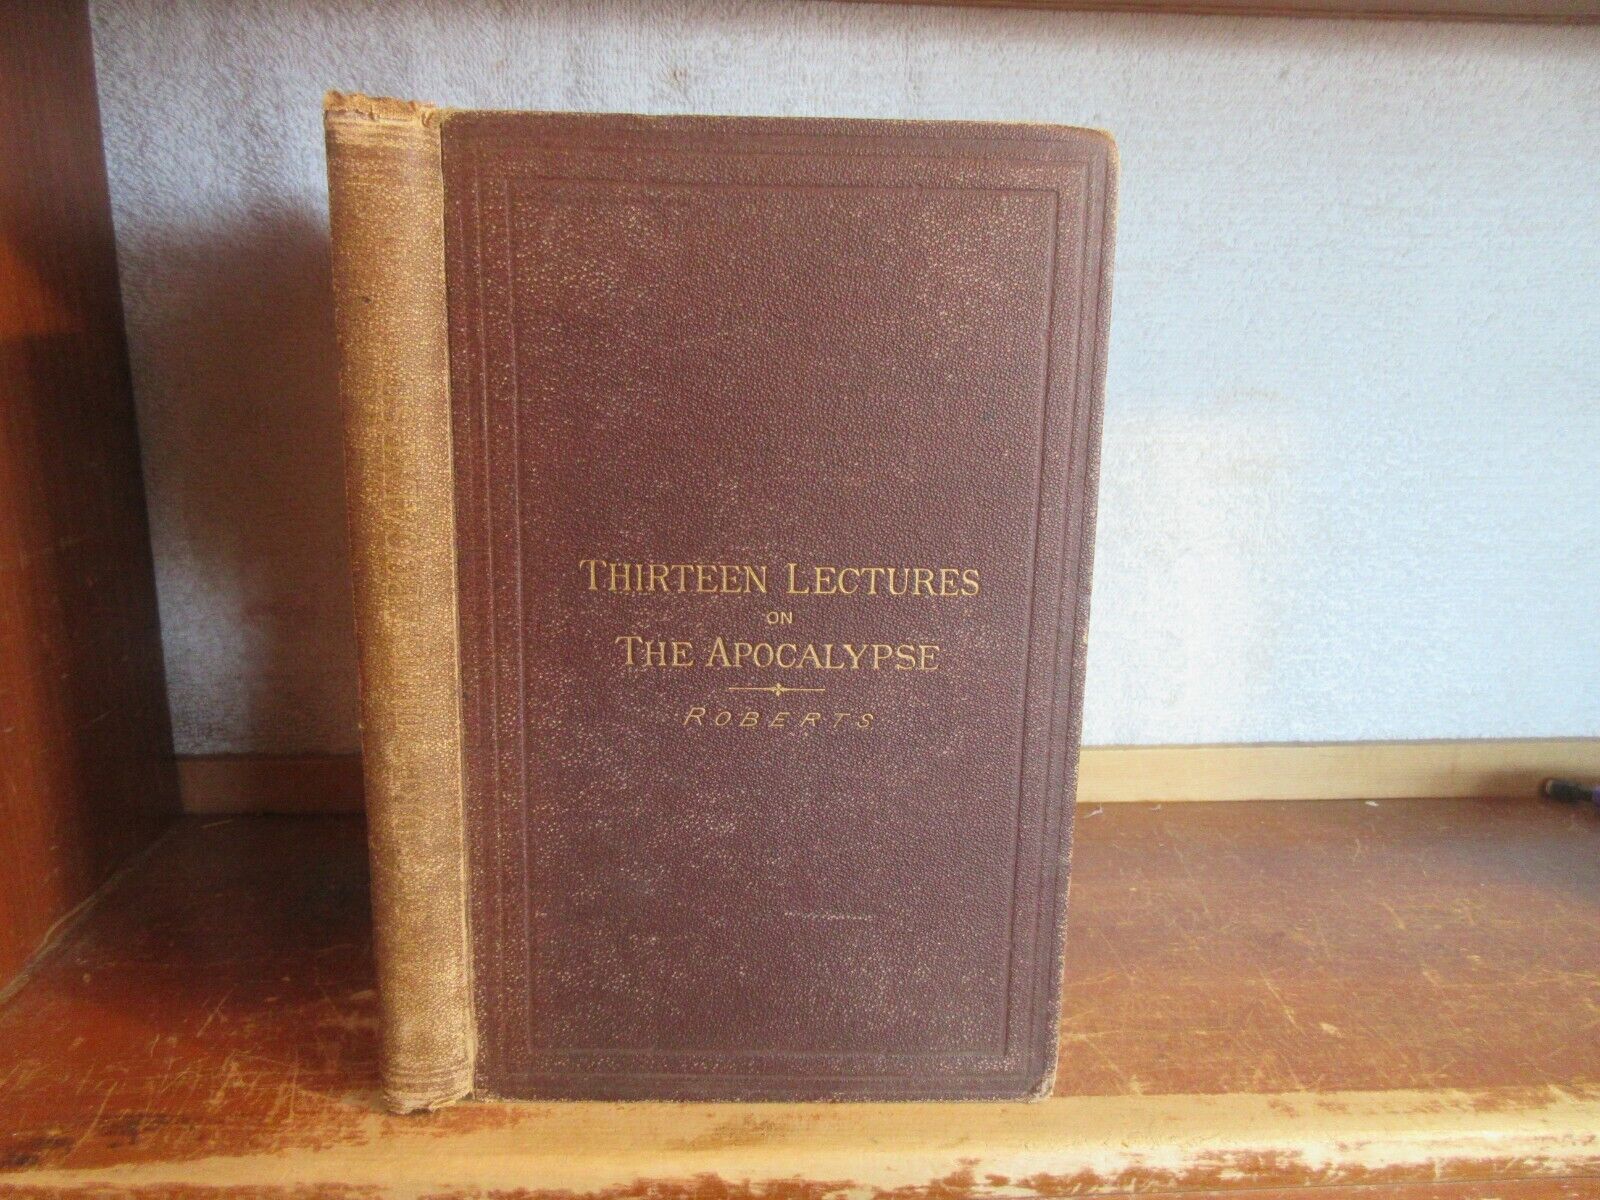 THIRTEEN LECTURES
ON
THE APOCALYPSE
ROBERTS